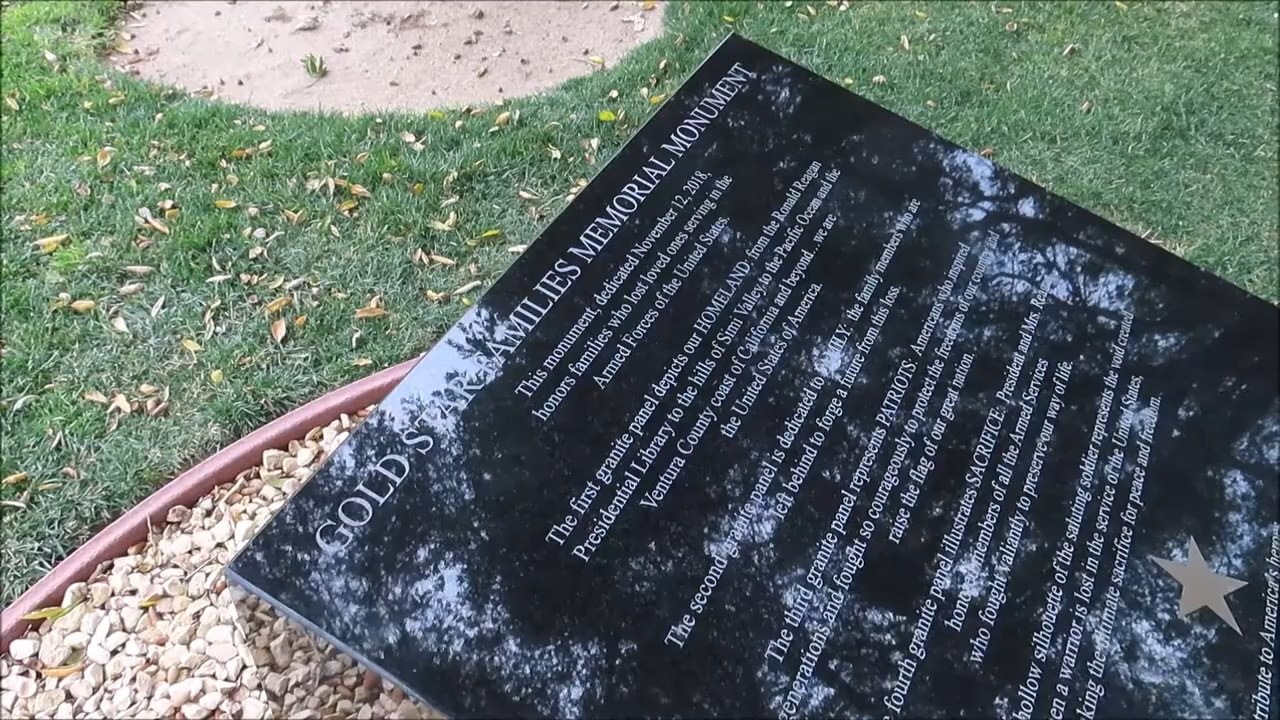 GOLD STAR FAMILIES MEMORIAL MONUMENT
This monument, dedicated November 12, 2018,
honors families who lost loved ones serving in the
Armed Forces of the United States.
The first granite panel depicts our HOMELAND: from the Ronald Reagan
Presidential Library to the hills of Simi Valley to the Pacific Ocean and the
Ventura County coast of California and beyond...we are
the United States of America.
The second granite panel is dedicated to FAMILY: the family members who are
left behind to forge a future from this loss.
The third granite panel represents PATRIOTS: Americans who inspired
generations and fought so courageously to protect the freedoms of our country and
raise the flag of our great nation.
fourth granite panel illustrates SACRIFICE: President and Mrs. Reagan
honor members of all the Armed Services
who fought valiantly to preserve our way of life.
hollow silhouette of the saluting soldier represents the void created
en a warrior is lost in the service of the United States,
king the ultimate sacrifice for peace and freedom.
ribute to America's